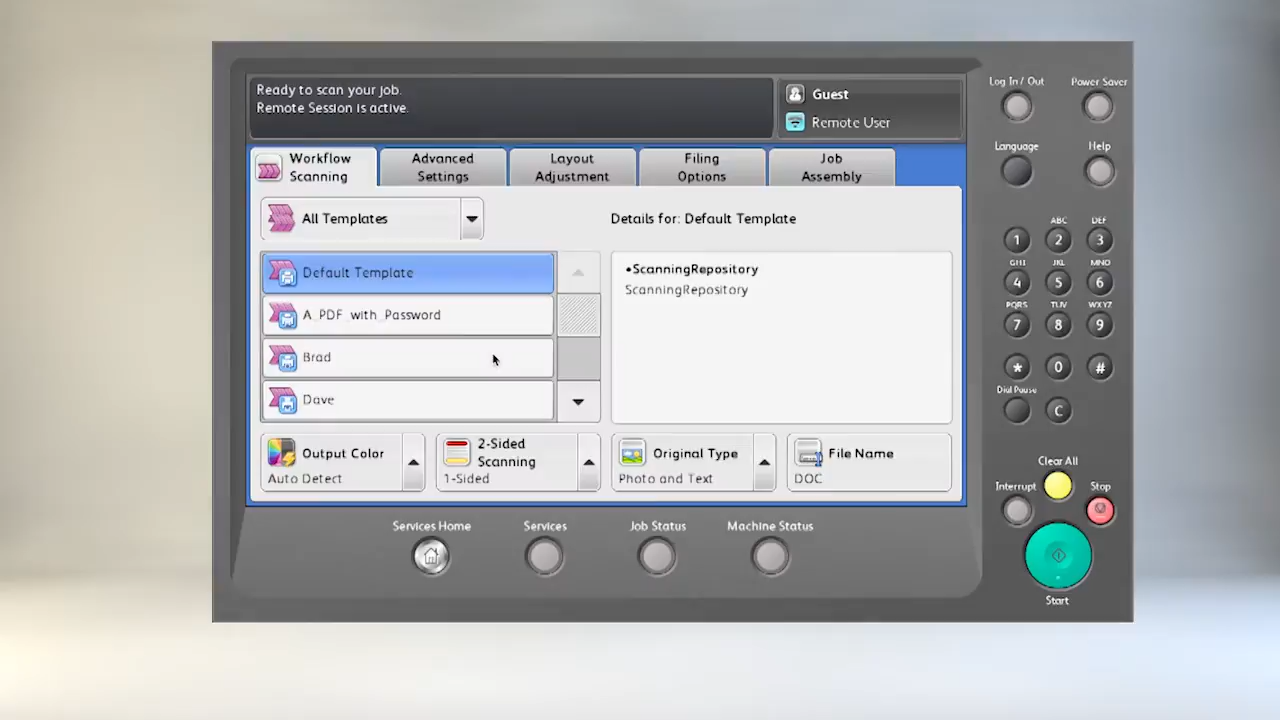 Ready to scan your job.
Remote Session is active.
Guest
Remote User
Log In / Out
Power Saver
Language
Help
Workflow
Scanning
Advanced
Settings
Layout
Adjustment
Filing
Options
Job
Assembly
All Templates
Details for: Default Template
Default Template
A_PDF_with_Password
Brad
Dave
•ScanningRepository
ScanningRepository
Output Color
Auto Detect
2-Sided
Scanning
1-Sided
Original Type
Photo and Text
File Name
DOC
ABC
DEF
1
2
3
GHI
JKL
MNO
4
5
6
PQRS
TUV
WXYZ
7
8
9
*
0
#
Dial Pause
C
Clear All
Interrupt
Stop
Start
Services Home
Services
Job Status
Machine Status